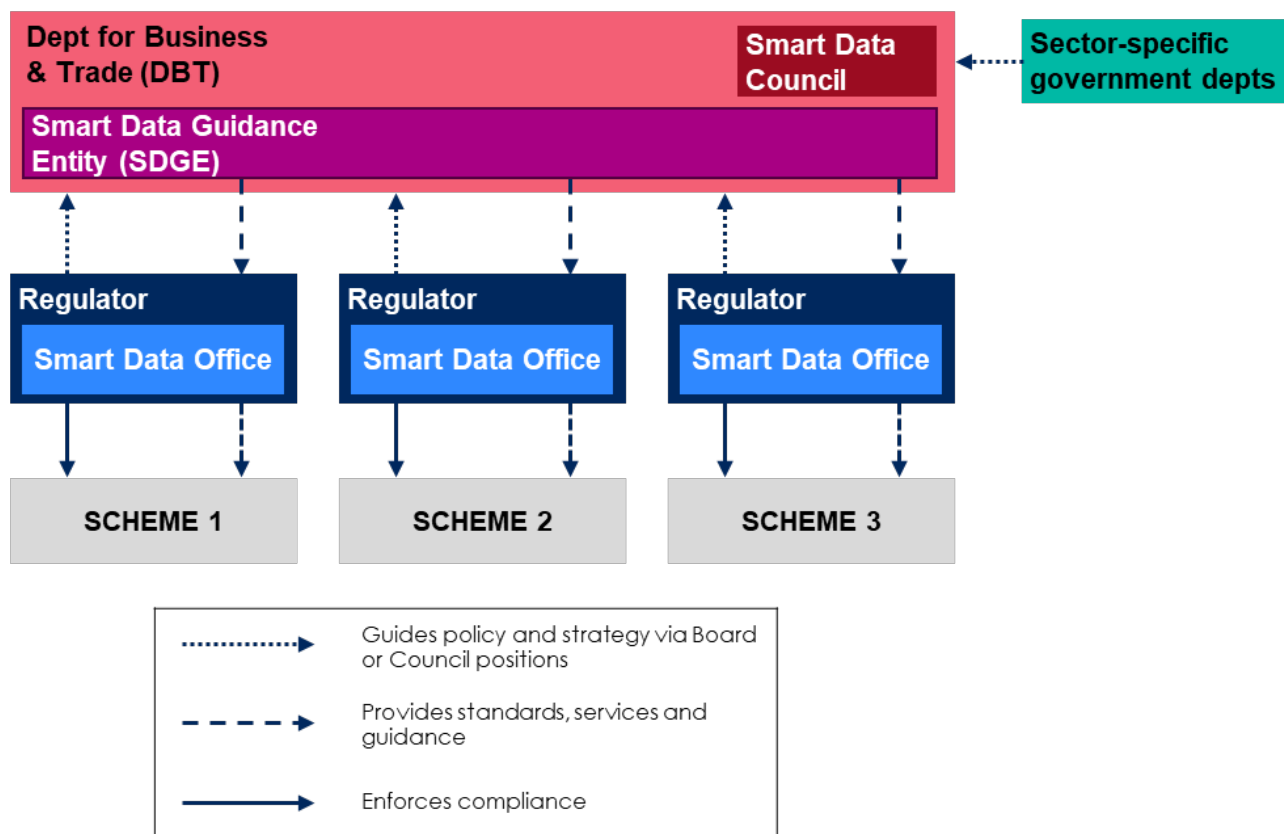 Dept for Business
& Trade (DBT)
Smart Data
Council
Sector-specific
government depts
Smart Data Guidance
Entity (SDGE)
Regulator
Smart Data Office
Regulator
Smart Data Office
Regulator
Smart Data Office
SCHEME 1
SCHEME 2
SCHEME 3
Guides policy and strategy via Board
or Council positions
Provides standards, services and
guidance
Enforces compliance